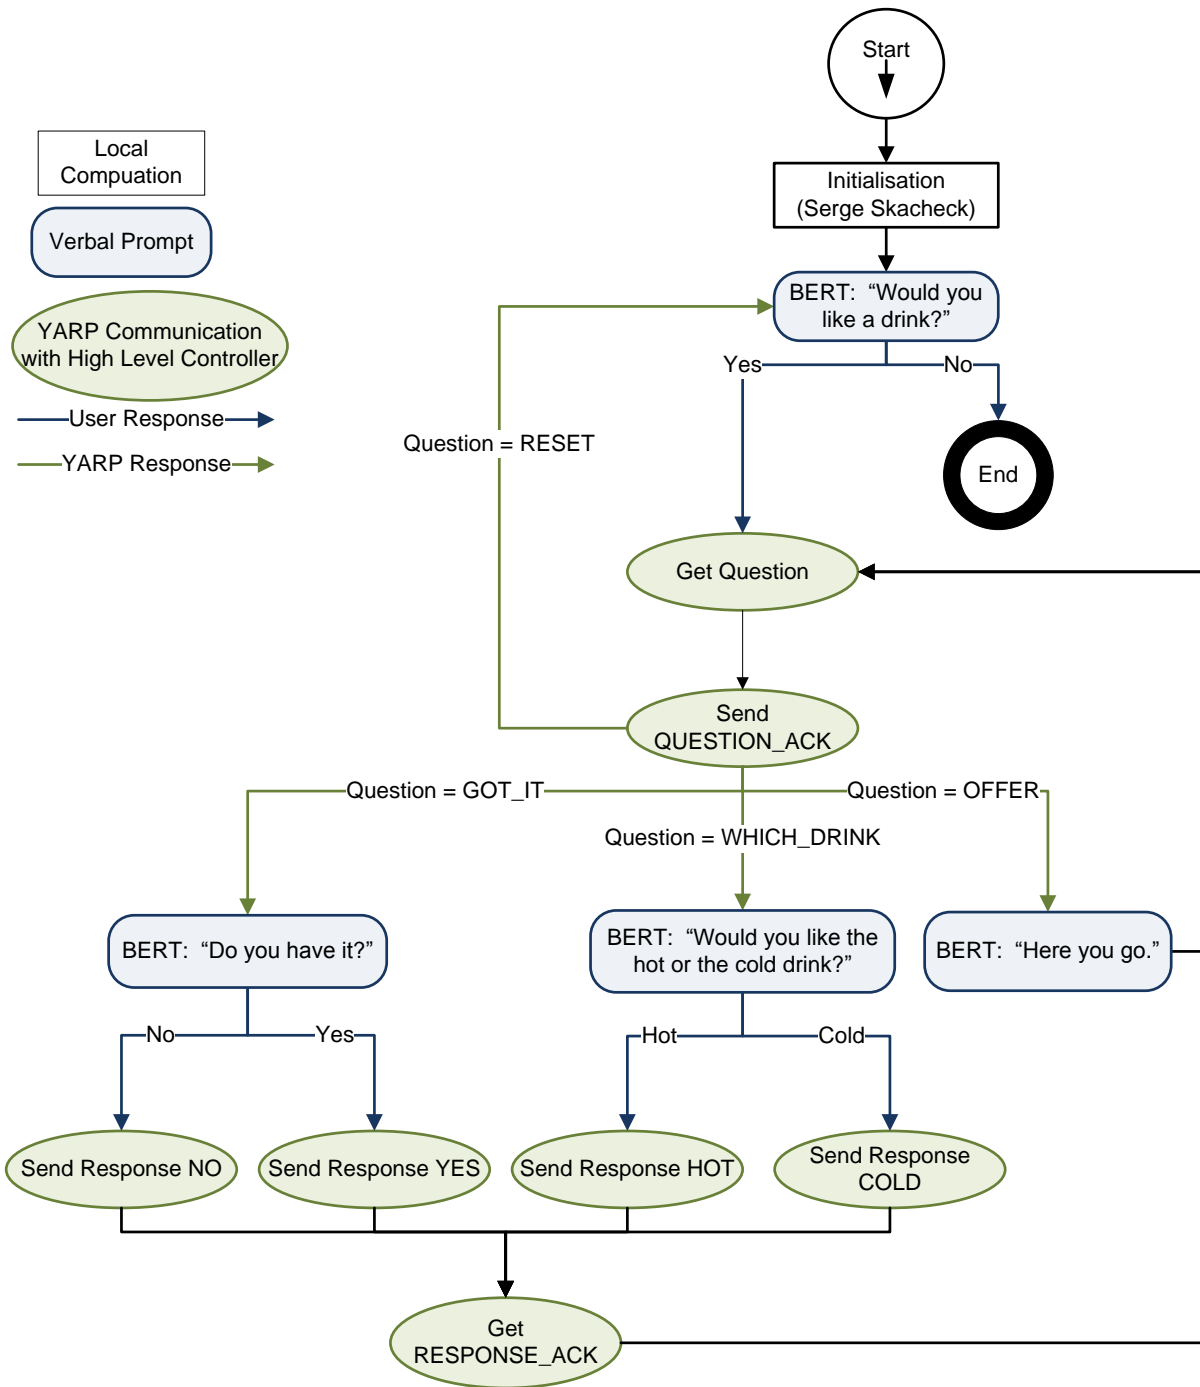 Start
Local
Compuation
Initialisation
(Serge Skacheck)
Verbal Prompt
BERT:  “Would you
like a drink?”
YARP Communication
with High Level Controller
Yes
No
User Response
Question = RESET
YARP Response
End
Get Question
Send
QUESTION_ACK
Question = GOT_IT
Question = OFFER
Question = WHICH_DRINK
BERT:  “Do you have it?”
BERT:  “Would you like the
hot or the cold drink?”
BERT:  “Here you go.”
No
Yes
Hot
Cold
Send Response NO
Send Response YES
Send Response HOT
Send Response
COLD
Get
RESPONSE_ACK